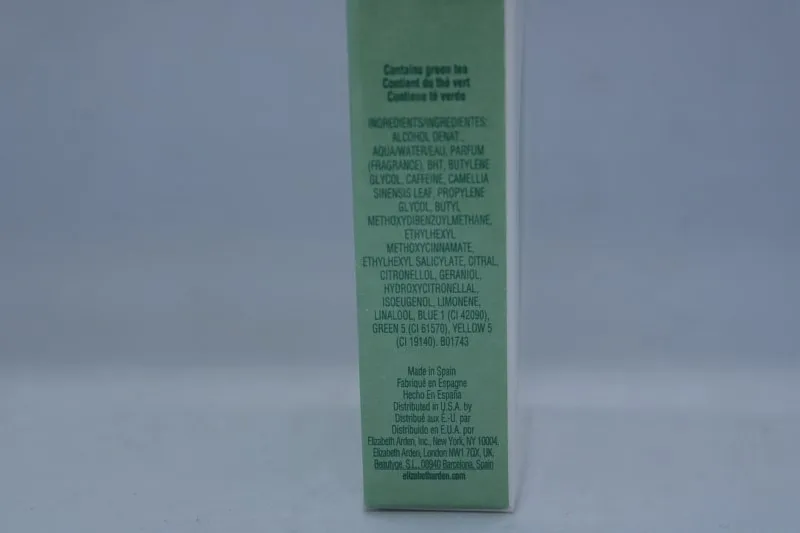 Contains green tea
Contient du thé vert
Contiene té verde
INGREDIENTS/INGREDIENTES:
ALCOHOL DENAT.,
AQUA/WATER/EAU, PARFUM
(FRAGRANCE), BHT, BUTYLENE
GLYCOL, CAFFEINE, CAMELLIA
SINENSIS LEAF, PROPYLENE
GLYCOL, BUTYL
METHOXYDIBENZOYLMETHANE,
ETHYLHEXYL
METHOXYCINNAMATE,
ETHYLHEXYL SALICYLATE, CITRAL,
CITRONELLOL, GERANIOL,
HYDROXYCITRONELLAL,
ISOEUGENOL, LIMONENE,
LINALOOL, BLUE 1 (CI 42090),
GREEN 5 (CI 61570), YELLOW 5
(CI 19140). B01743
Made in Spain
Fabriqué en Espagne
Hecho En España
Distributed in U.S.A. by
Distribué aux É.-U. par
Distribuido en E.U.A. por
Elizabeth Arden, Inc., New York, NY 10004,
Elizabeth Arden, London NW1 7QX, UK,
Beautyge, S.L., 08940 Barcelona, Spain
elizabetharden.com